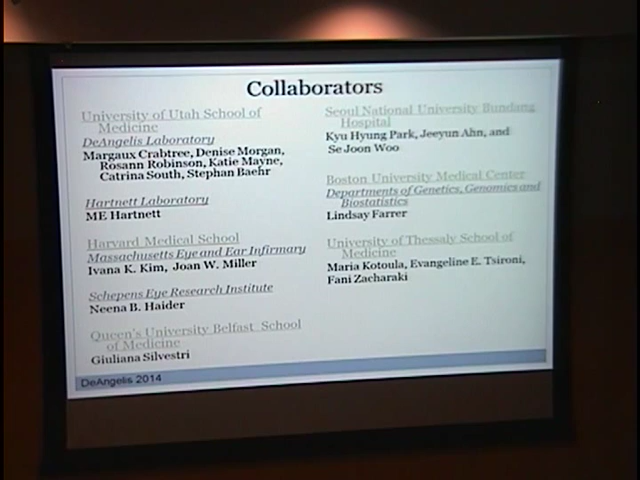 Collaborators
University of Utah School of
Medicine
DeAngelis Laboratory
Margaux Crabtree, Denise Morgan,
Rosann Robinson, Katie Mayne,
Catrina South, Stephan Baehr
Hartnett Laboratory
ME Hartnett
Harvard Medical School
Massachusetts Eye and Ear Infirmary
Ivana K. Kim, Joan W. Miller
Schepens Eye Research Institute
Neena B. Haider
Queen's University Belfast School
of Medicine
Giuliana Silvestri
Seoul National University Bundang
Hospital
Kyu Hyung Park, Jeeyun Ahn, and
Se Joon Woo
Boston University Medical Center
Departments of Genetics, Genomics and
Biostatistics
Lindsay Farrer
University of Thessaly School of
Medicine
Maria Kotoula, Evangeline E. Tsironi,
Fani Zacharaki
DeAngelis 2014